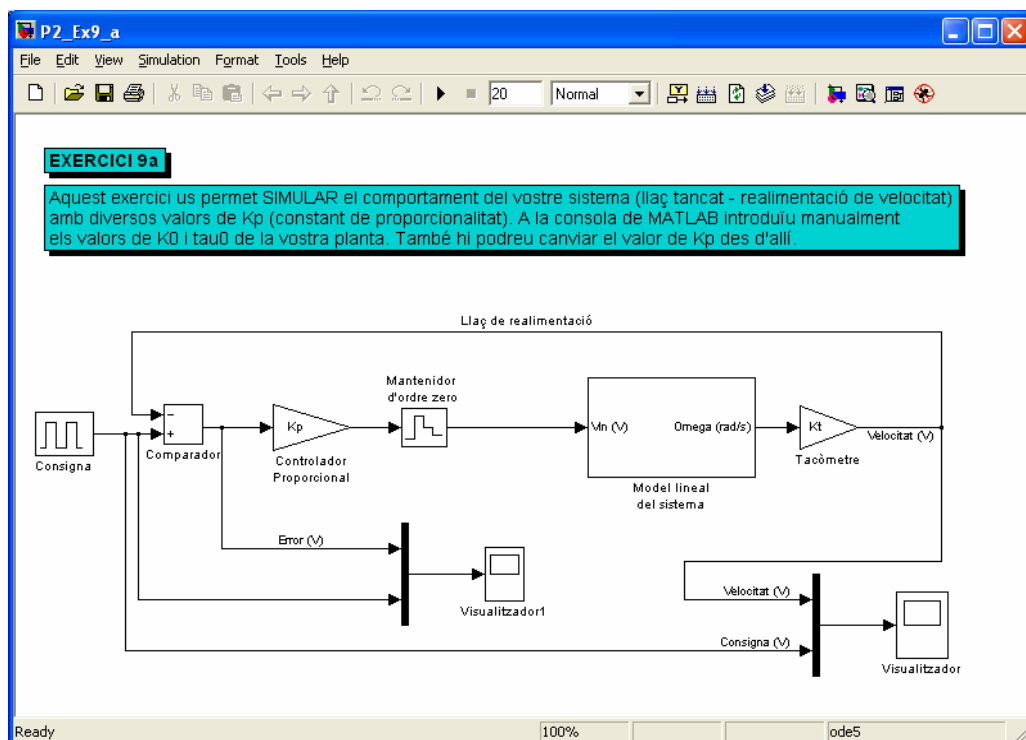 P2_Ex9_a
File Edit View Simulation Format Tools Help
20 Normal
EXERCICI 9a
Aquest exercici us permet SIMULAR el comportament del vostre sistema (llaç tancat - realimentació de velocitat)
amb diversos valors de Kp (constant de proporcionalitat). A la consola de MATLAB introduïu manualment
els valors de K0 i tau0 de la vostra planta. També hi podreu canviar el valor de Kp des d'allí.
Llaç de realimentació
Consigna
−
+
Comparador
Kp
Controlador
Proporcional
Mantenidor
d'ordre zero
Vin (V)
Omega (rad/s)
Model lineal
del sistema
Kt
Tacòmetre
Velocitat (V)
Error (V)
Visualitzador1
Velocitat (V)
Consigna (V)
Visualitzador
Ready 100% ode5